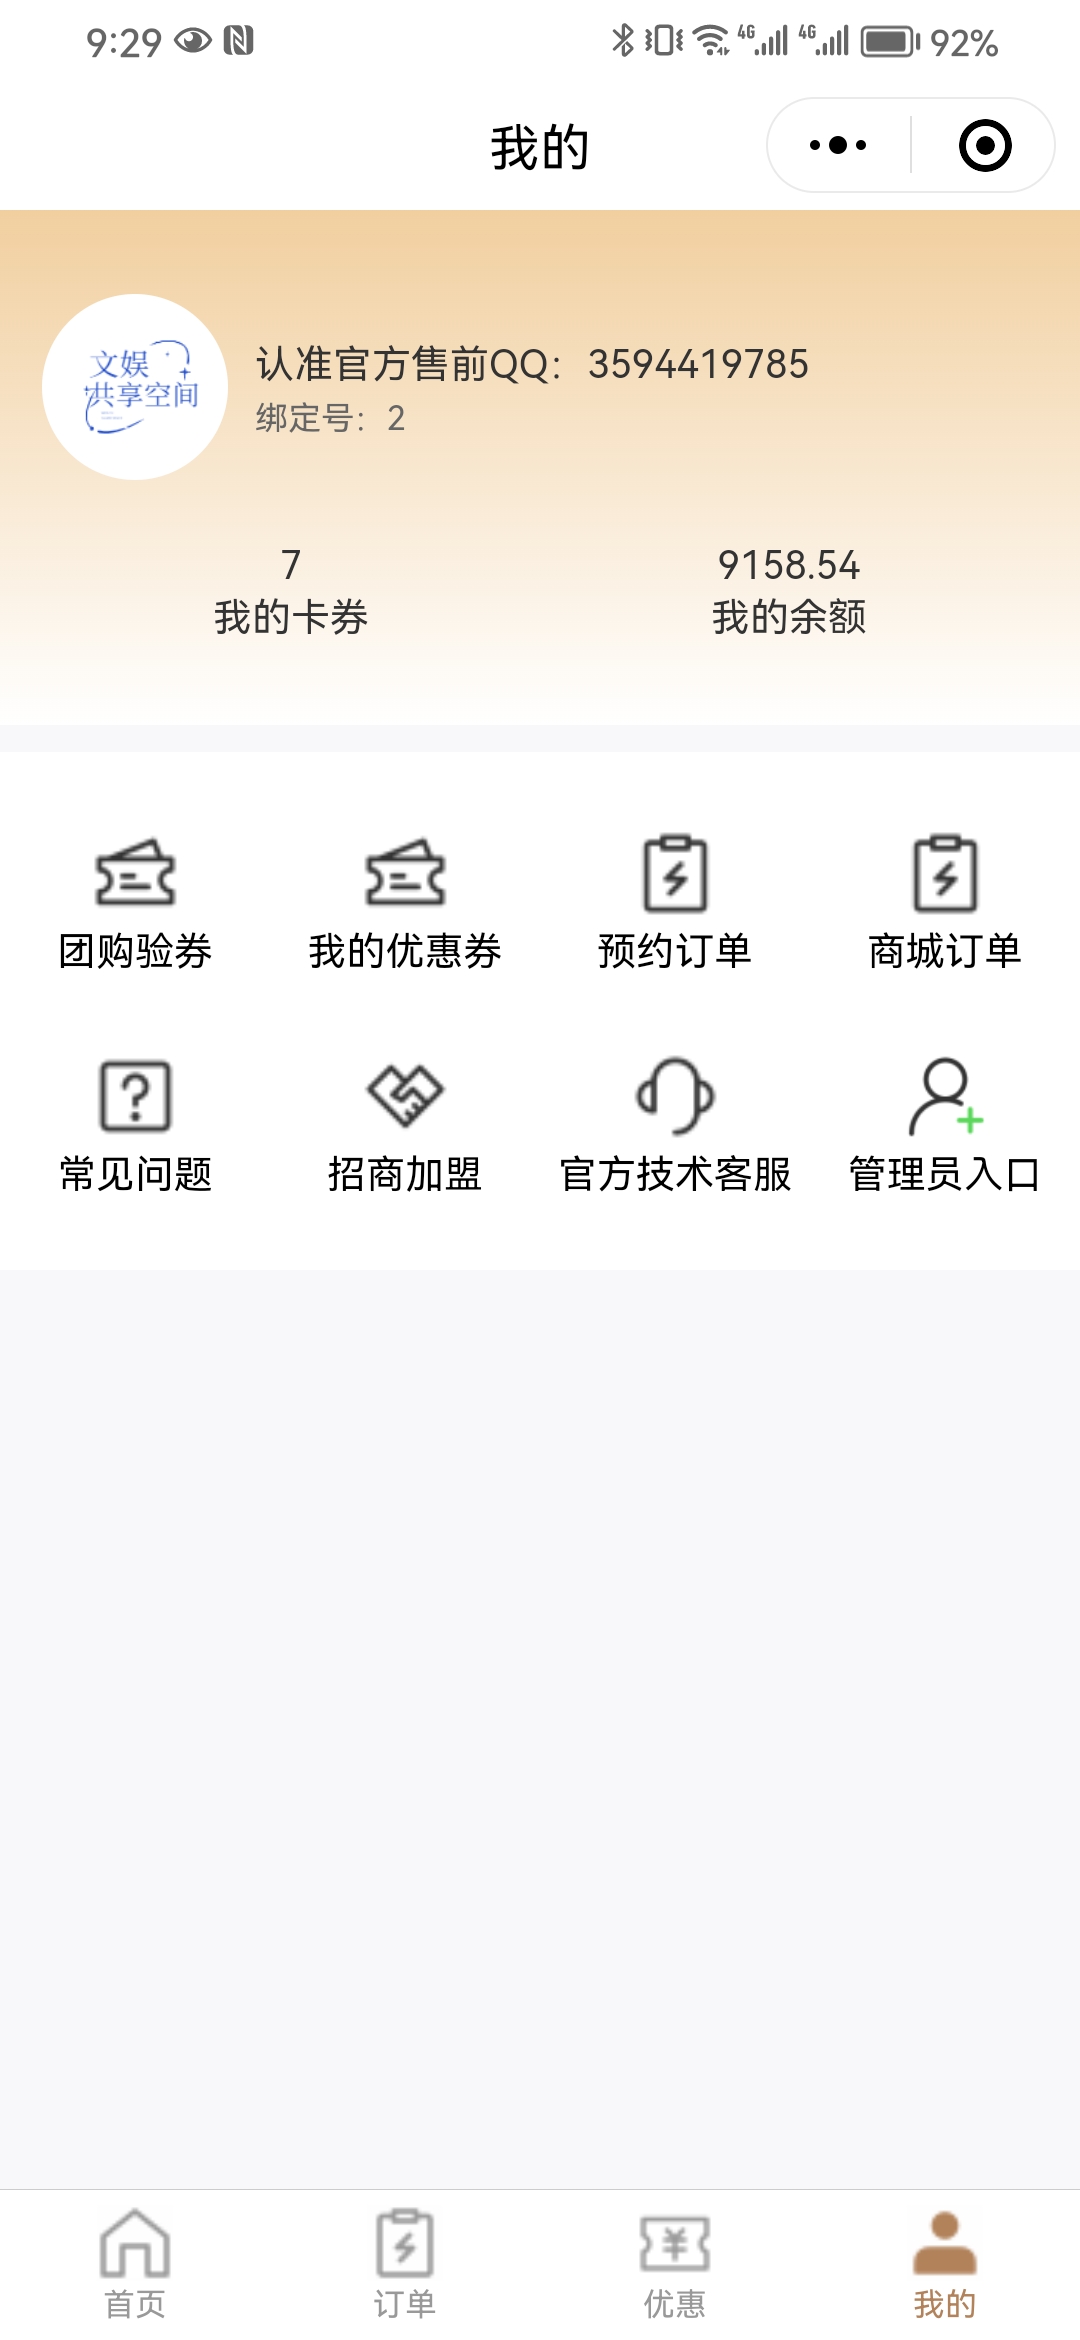 9:29
4G 4G 92%
我的
文娱
共享空间
认准官方售前QQ：3594419785
绑定号：2
7 9158.54
我的卡券 我的余额
团购验券 我的优惠券 预约订单 商城订单
常见问题 招商加盟 官方技术客服 管理员入口
首页 订单 优惠 我的